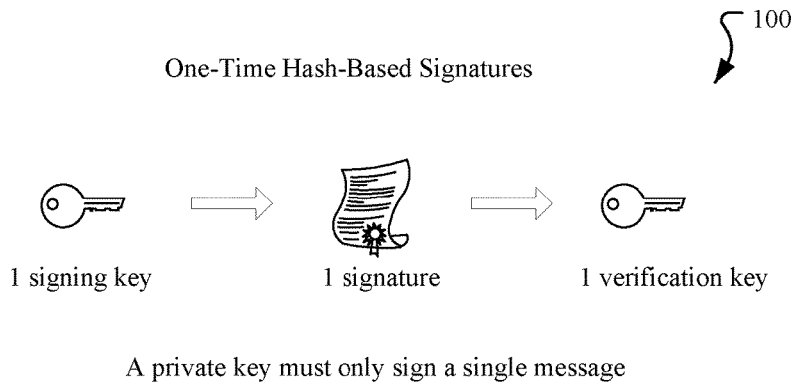 100
One-Time Hash-Based Signatures
1 signing key
1 signature
1 verification key
A private key must only sign a single message